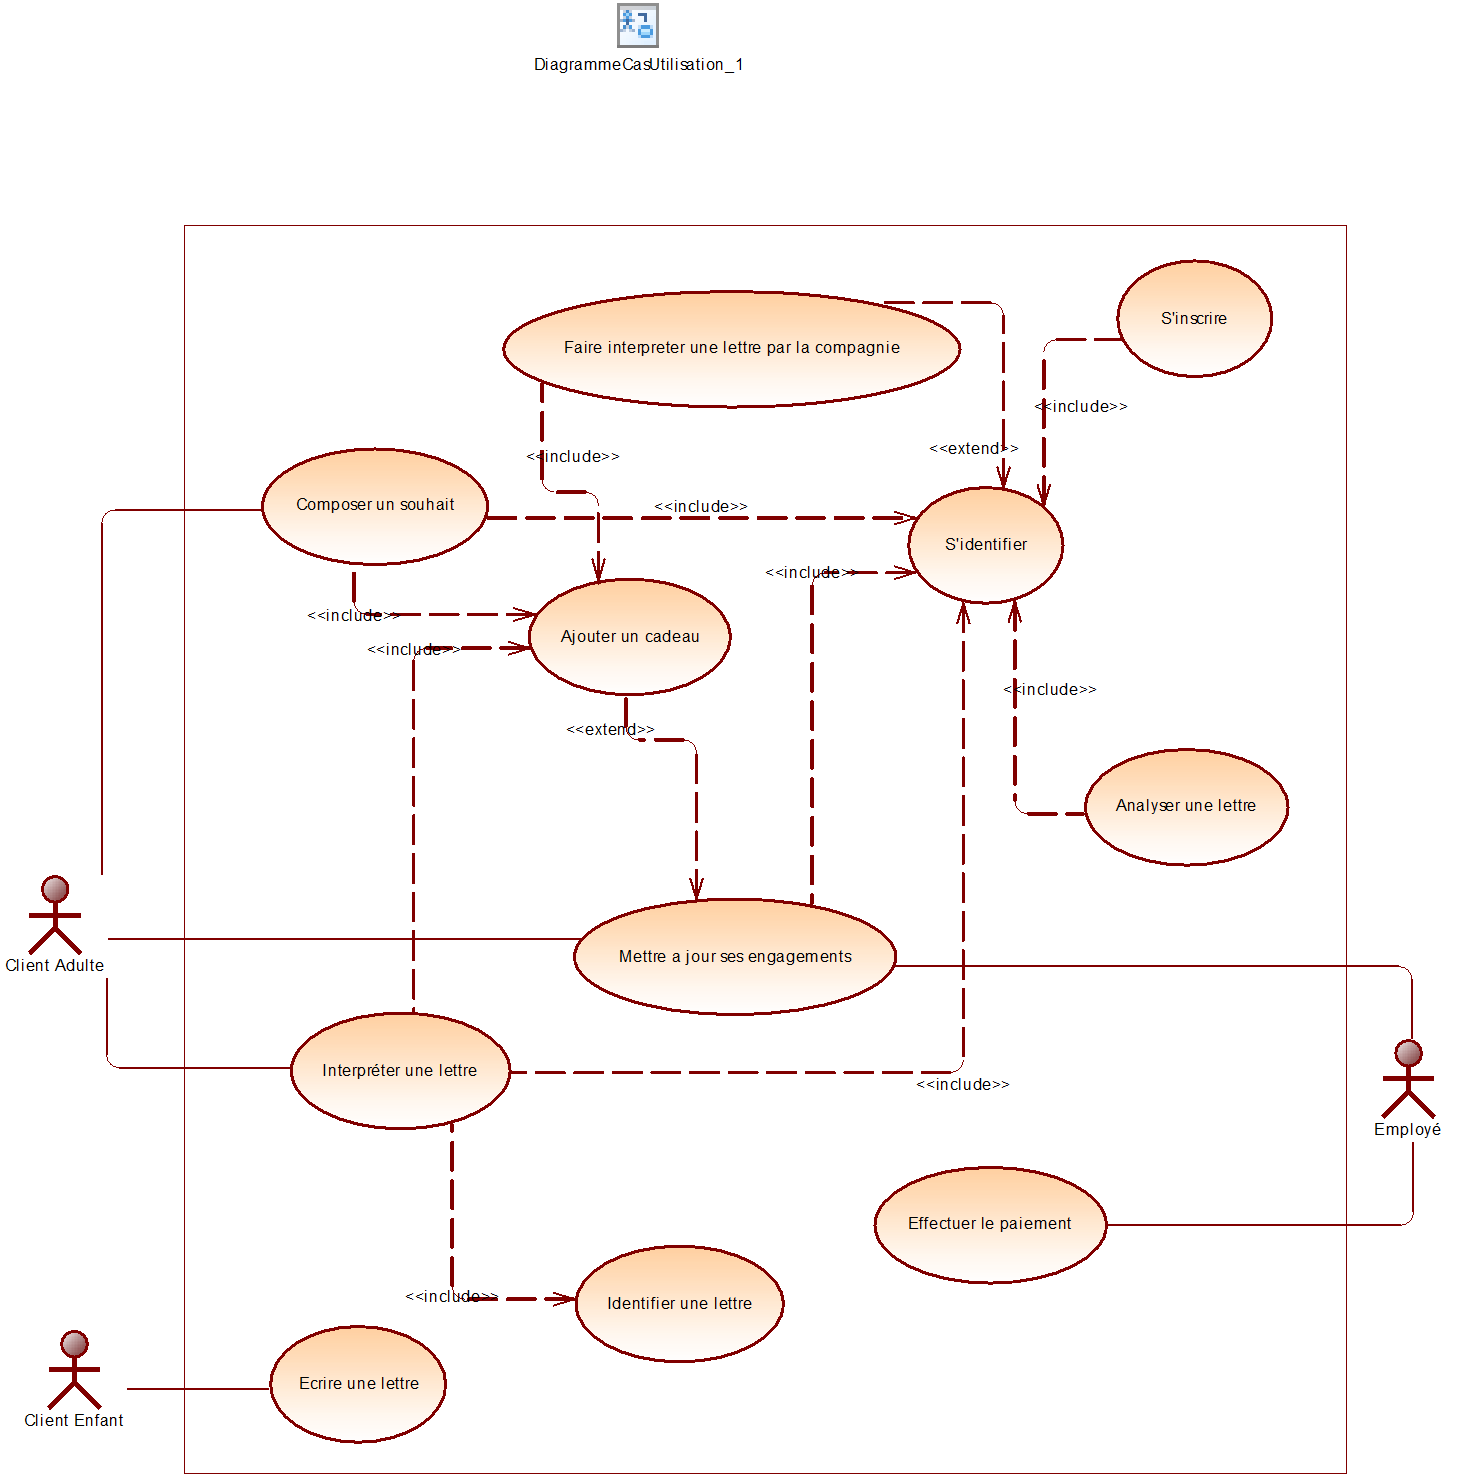 DiagrammeCasUtilisation_1
S'inscrire
Faire interpreter une lettre par la compagnie
<<include>>
<<extend>>
<<include>>
Composer un souhait
<<include>>
S'identifier
<<include>>
<<include>>
Ajouter un cadeau
<<include>>
<<include>>
<<extend>>
Analyser une lettre
Mettre a jour ses engagements
Client Adulte
Interpréter une lettre
<<include>>
Employé
Effectuer le paiement
<<include>>
Identifier une lettre
Ecrire une lettre
Client Enfant